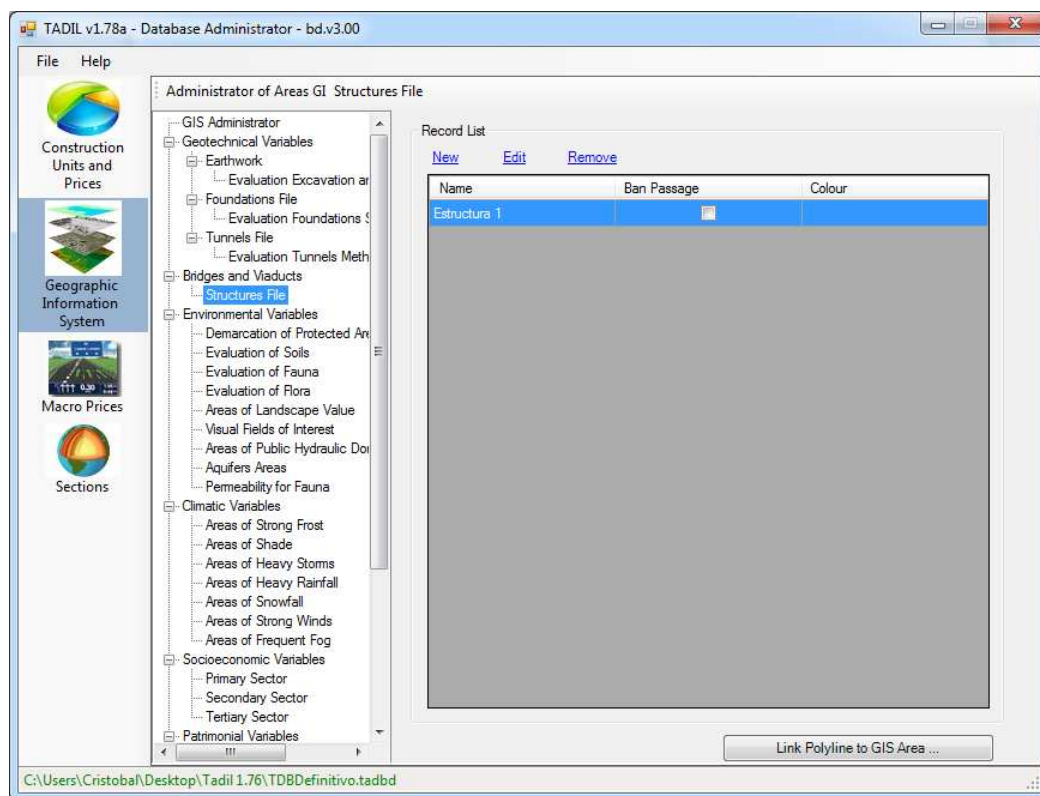 TADIL v1.78a - Database Administrator - bd.v3.00
File Help
Construction
Units and
Prices
Geographic
Information
System
Macro Prices
Sections
Administrator of Areas GI Structures File
GIS Administrator
Geotechnical Variables
Earthwork
Evaluation Excavation ar
Foundations File
Evaluation Foundations S
Tunnels File
Evaluation Tunnels Meth
Bridges and Viaducts
Structures File
Environmental Variables
Demarcation of Protected Are
Evaluation of Soils
Evaluation of Fauna
Evaluation of Flora
Areas of Landscape Value
Visual Fields of Interest
Areas of Public Hydraulic Dor
Aquifers Areas
Permeability for Fauna
Climatic Variables
Areas of Strong Frost
Areas of Shade
Areas of Heavy Storms
Areas of Heavy Rainfall
Areas of Snowfall
Areas of Strong Winds
Areas of Frequent Fog
Socioeconomic Variables
Primary Sector
Secondary Sector
Tertiary Sector
Patrimonial Variables
Record List
New Edit Remove
Name Ban Passage Colour
Estructura 1
Link Polyline to GIS Area ...
C:\Users\Cristobal\Desktop\Tadil 1.76\TDBDefinitivo.tadbd